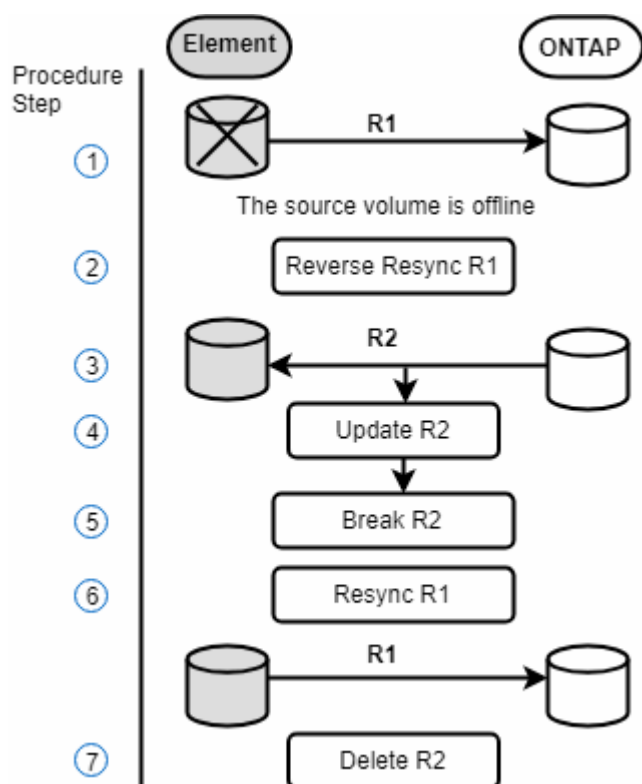 Element
ONTAP
Procedure
Step
R1
1
The source volume is offline
2
Reverse Resync R1
R2
3
4
Update R2
5
Break R2
6
Resync R1
R1
7
Delete R2